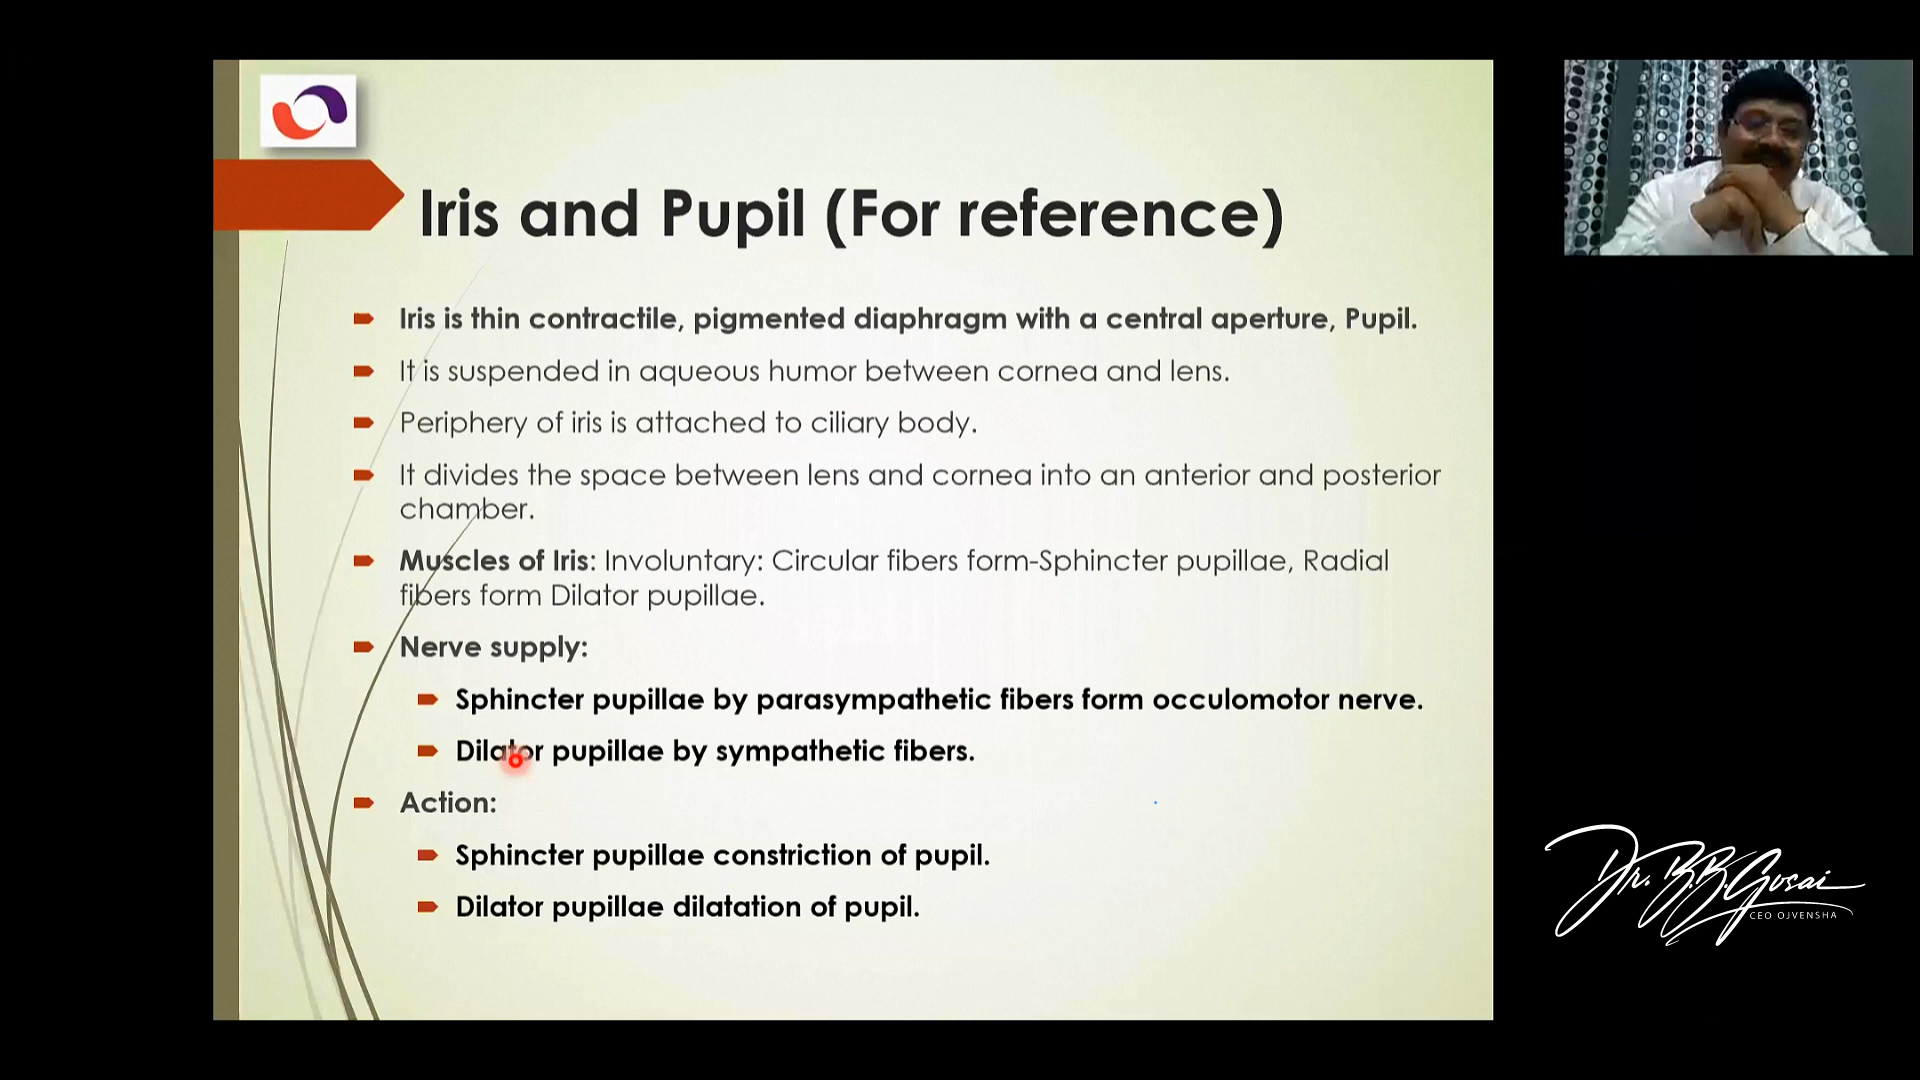 Iris and Pupil (For reference)
Iris is thin contractile, pigmented diaphragm with a central aperture, Pupil.
It is suspended in aqueous humor between cornea and lens.
Periphery of iris is attached to ciliary body.
It divides the space between lens and cornea into an anterior and posterior
chamber.
Muscles of Iris: Involuntary: Circular fibers form-Sphincter pupillae, Radial
fibers form Dilator pupillae.
Nerve supply:
Sphincter pupillae by parasympathetic fibers form occulomotor nerve.
Dilator pupillae by sympathetic fibers.
Action:
Sphincter pupillae constriction of pupil.
Dilator pupillae dilatation of pupil.
Dr. B.B.Gosai
CEO OJVENSHA